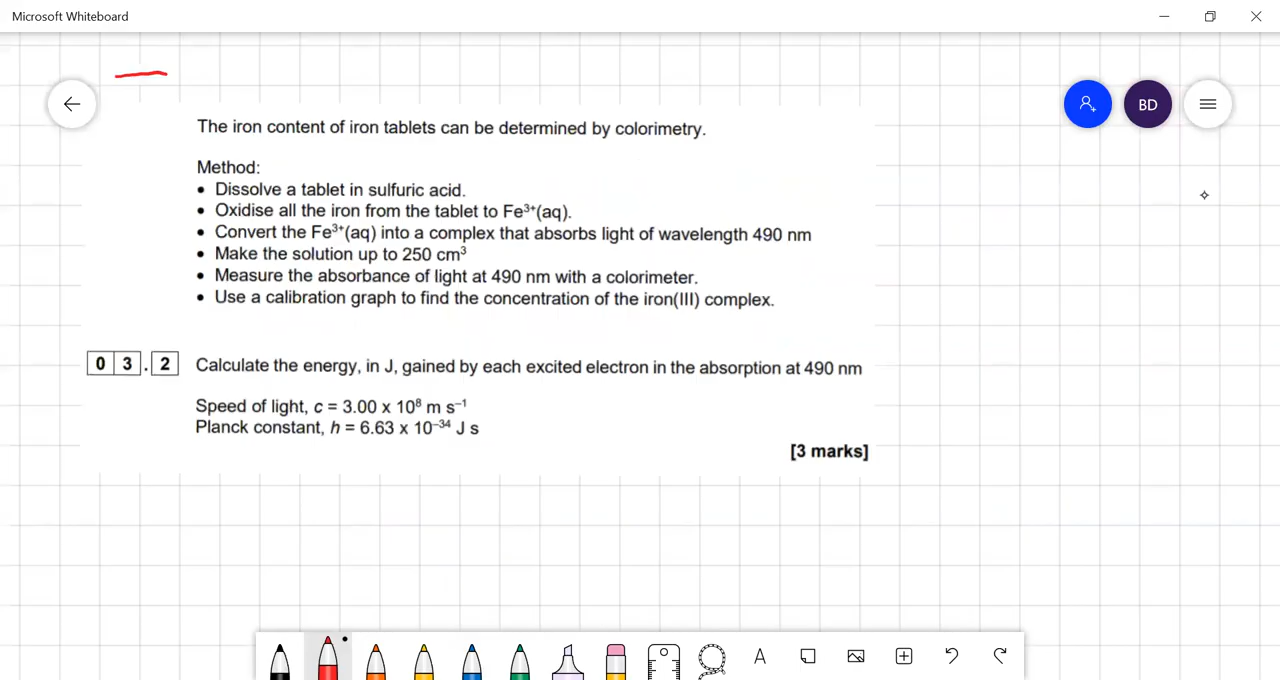 Microsoft Whiteboard
BD
The iron content of iron tablets can be determined by colorimetry.
Method:
• Dissolve a tablet in sulfuric acid.
• Oxidise all the iron from the tablet to Fe³⁺(aq).
• Convert the Fe³⁺(aq) into a complex that absorbs light of wavelength 490 nm
• Make the solution up to 250 cm³
• Measure the absorbance of light at 490 nm with a colorimeter.
• Use a calibration graph to find the concentration of the iron(III) complex.
0 3 . 2 Calculate the energy, in J, gained by each excited electron in the absorption at 490 nm
Speed of light, c = 3.00 x 10⁸ m s⁻¹
Planck constant, h = 6.63 x 10⁻³⁴ J s
[3 marks]
A